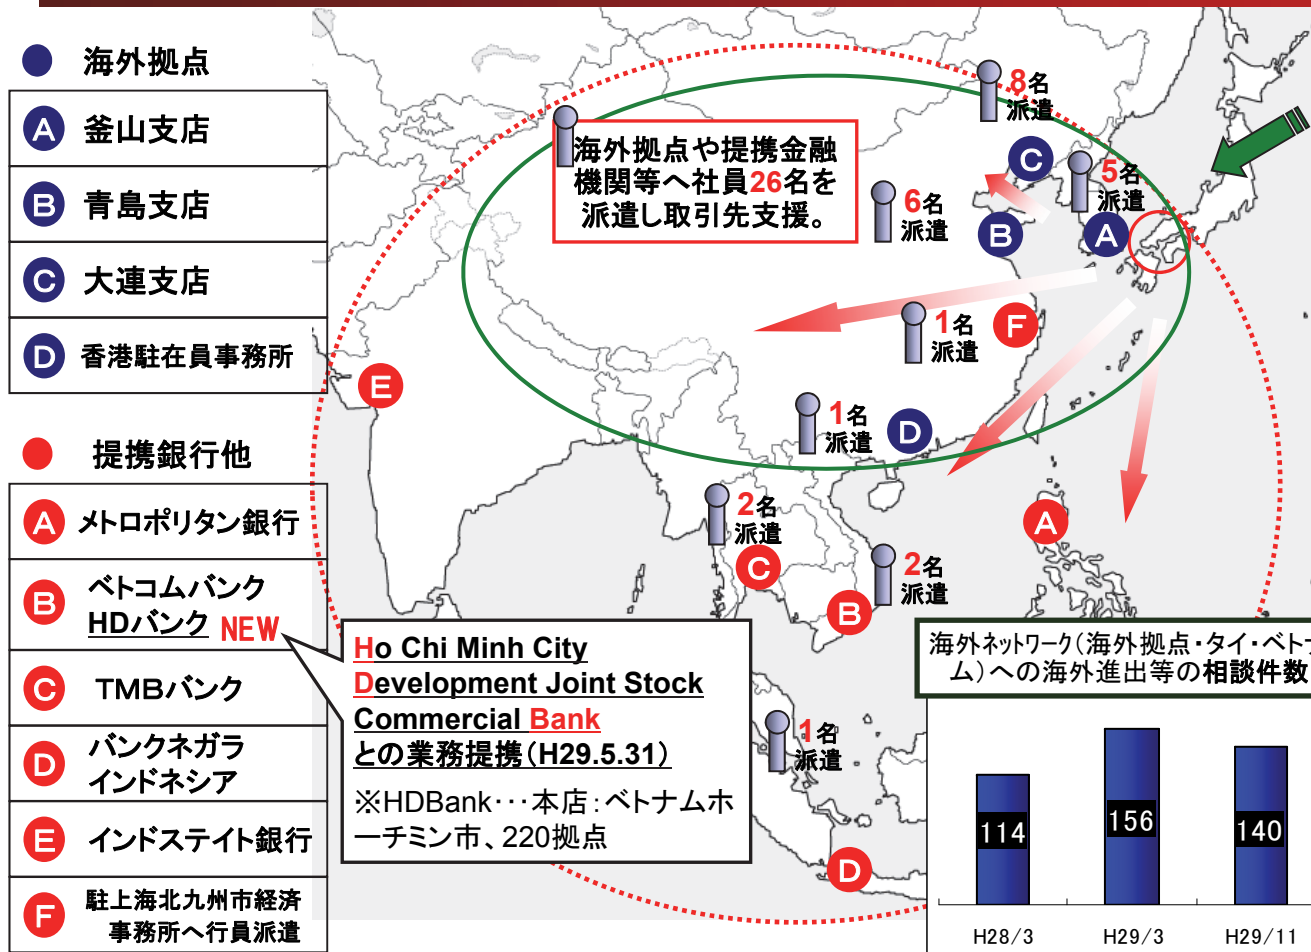 海外拠点
A 釜山支店
B 青島支店
C 大連支店
D 香港駐在員事務所
提携銀行他
A メトロポリタン銀行
B ベトコムバンク
HDバンク NEW
C TMBバンク
D バンクネガラ
インドネシア
E インドステイト銀行
F 駐上海北九州市経済
事務所へ行員派遣
海外拠点や提携金融
機関等へ社員26名を
派遣し取引先支援。
8名
派遣
C
5名
派遣
6名
派遣
B
A
1名
派遣
F
E
1名
派遣
D
2名
派遣
C
2名
派遣
B
A
1名
派遣
D
Ho Chi Minh City
Development Joint Stock
Commercial Bank
との業務提携(H29.5.31)
※HDBank…本店:ベトナムホ
ーチミン市、220拠点
海外ネットワーク(海外拠点・タイ・ベトナ
ム)への海外進出等の相談件数
114
156
140
H28/3
H29/3
H29/11